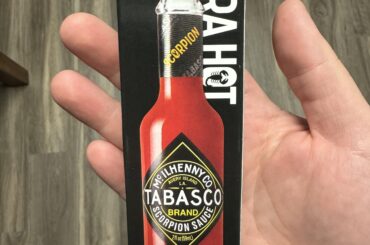 RA HOT
SCORPION
McILHENNY CO.
AVERY ISLAND
LA.
TABASCO
BRAND
SCORPION SAUCE